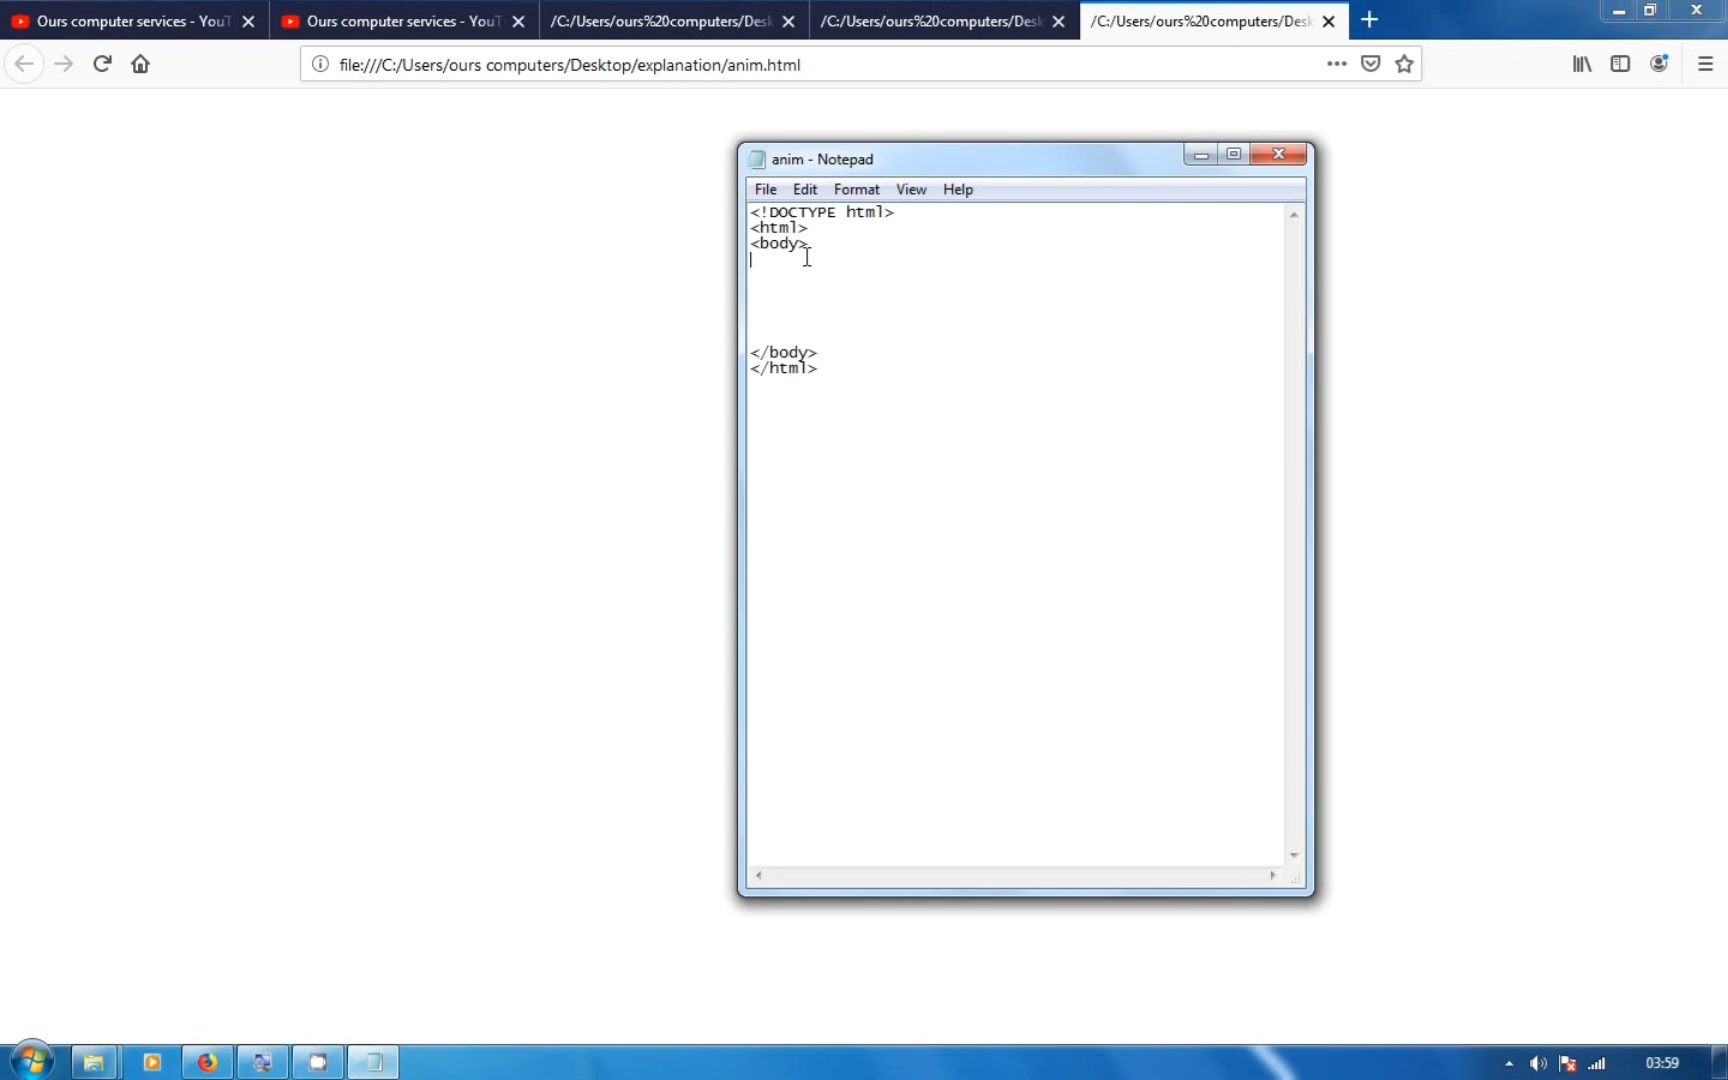 Ours computer services - YouT
Ours computer services - YouT
/C:/Users/ours%20computers/Desk
/C:/Users/ours%20computers/Desk
/C:/Users/ours%20computers/Desk
file:///C:/Users/ours computers/Desktop/explanation/anim.html
anim - Notepad
File Edit Format View Help
<!DOCTYPE html>
<html>
<body>
</body>
</html>
03:59